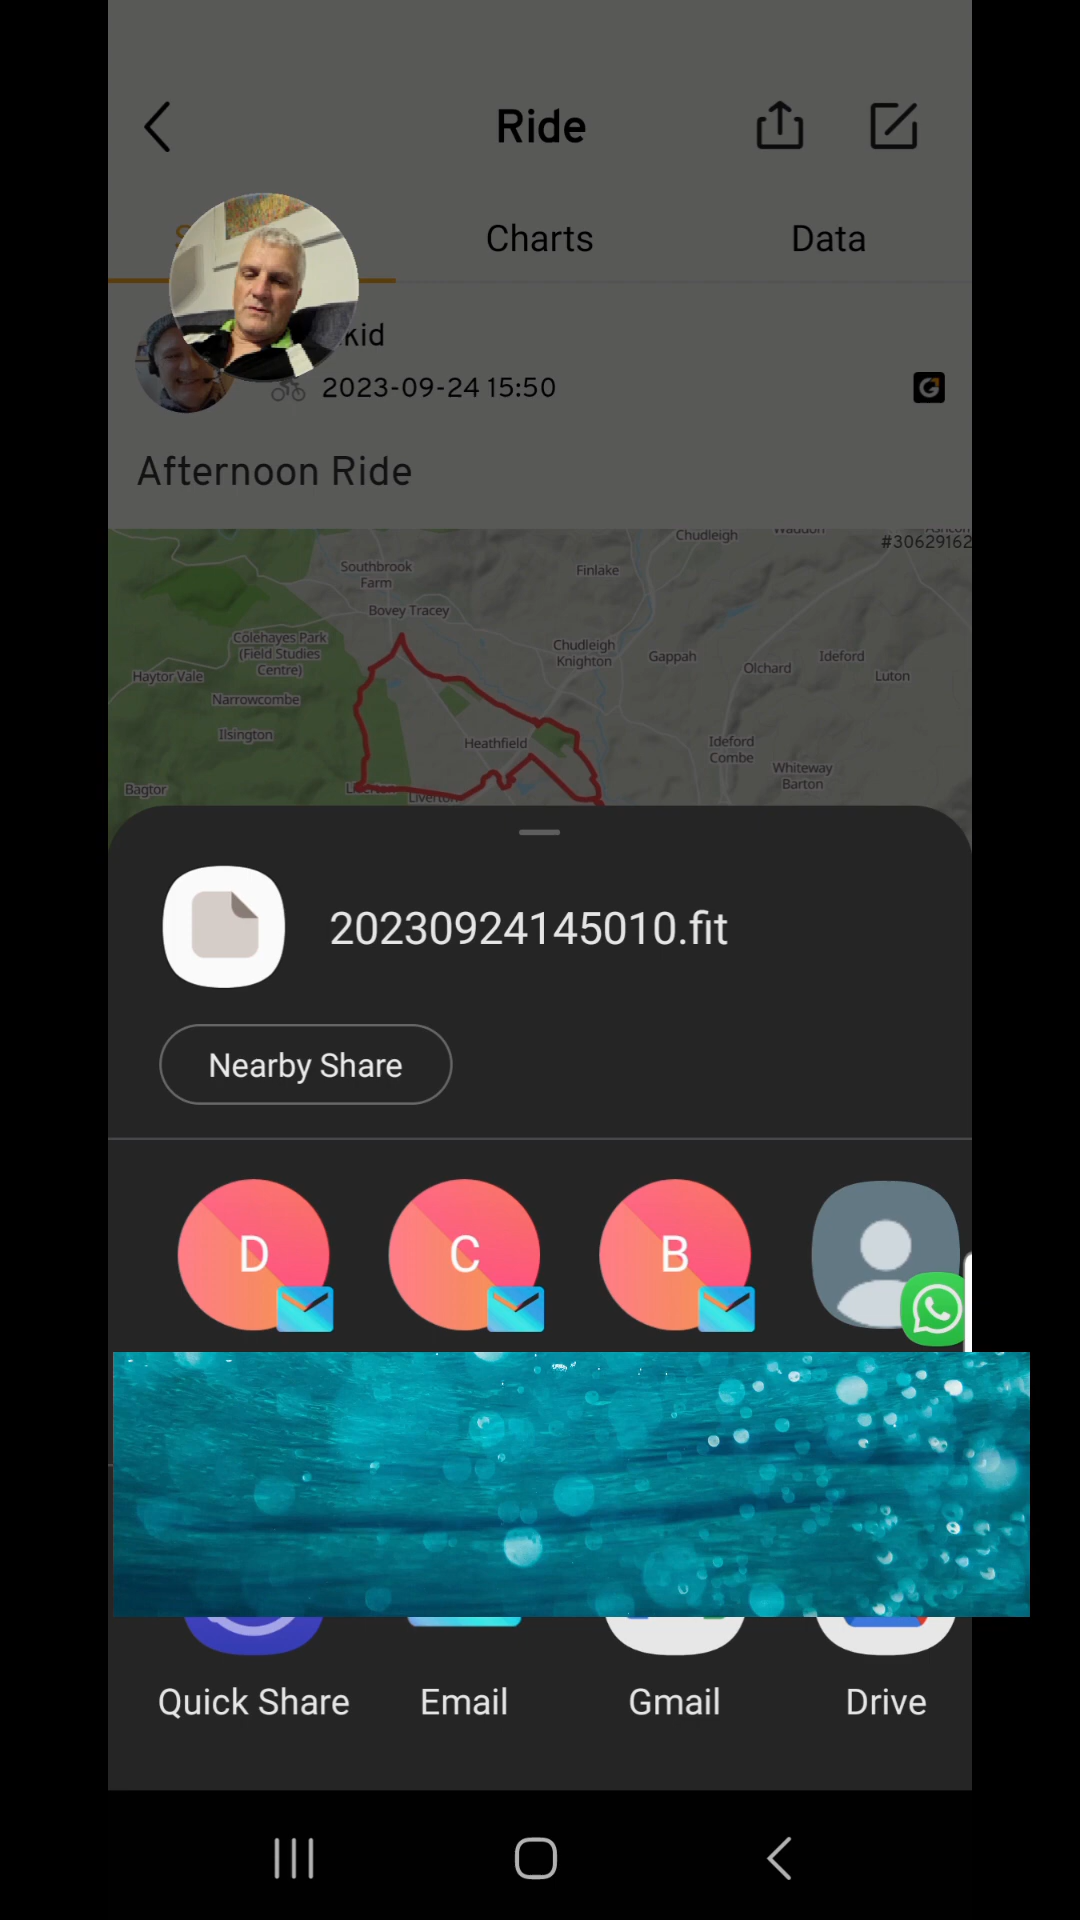 Ride
Charts
Data
kid
2023-09-24 15:50
Afternoon Ride
Chudleigh
#30629162
Southbrook
Farm
Finlake
Bovey Tracey
Colehayes Park
(Field Studies
Centre)
Chudleigh
Knighton
Gappah
Olchard
Ideford
Luton
Haytor Vale
Narrowcombe
Ilsington
Heathfield
Ideford
Combe
Whiteway
Barton
Bagtor
Liverton
20230924145010.fit
Nearby Share
D
C
B
Quick Share
Email
Gmail
Drive